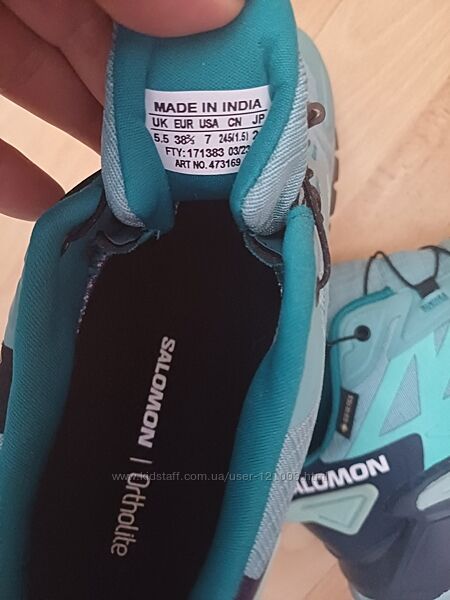 MADE IN INDIA
UK EUR USA CN JP
5.5 38⅔ 7 245(1.5)
FTY: 171383 03/23
ART NO. 473169
SALOMON | Ortholite
SALOMON